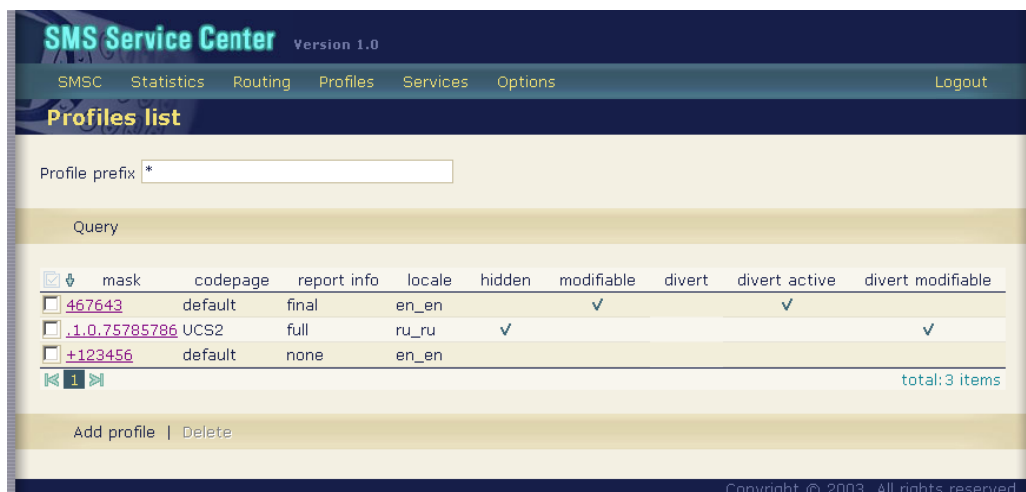 SMS Service Center Version 1.0
SMSC Statistics Routing Profiles Services Options Logout
Profiles list
Profile prefix *
Query
mask codepage report info locale hidden modifiable divert divert active divert modifiable
467643 default final en_en
.1.0.75785786 UCS2 full ru_ru
+123456 default none en_en
1 total: 3 items
Add profile | Delete
Copyright © 2003. All rights reserved